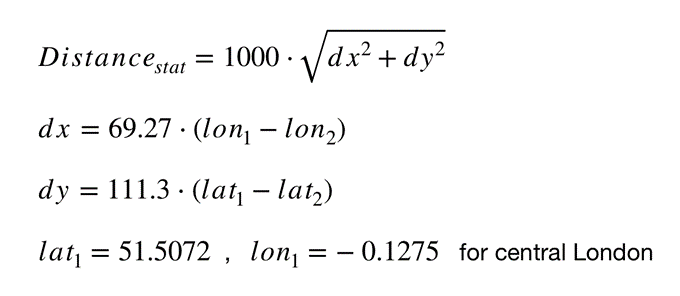 Distance_stat = 1000 · √(dx² + dy²)
dx = 69.27 · (lon₁ − lon₂)
dy = 111.3 · (lat₁ − lat₂)
lat₁ = 51.5072 , lon₁ = − 0.1275 for central London